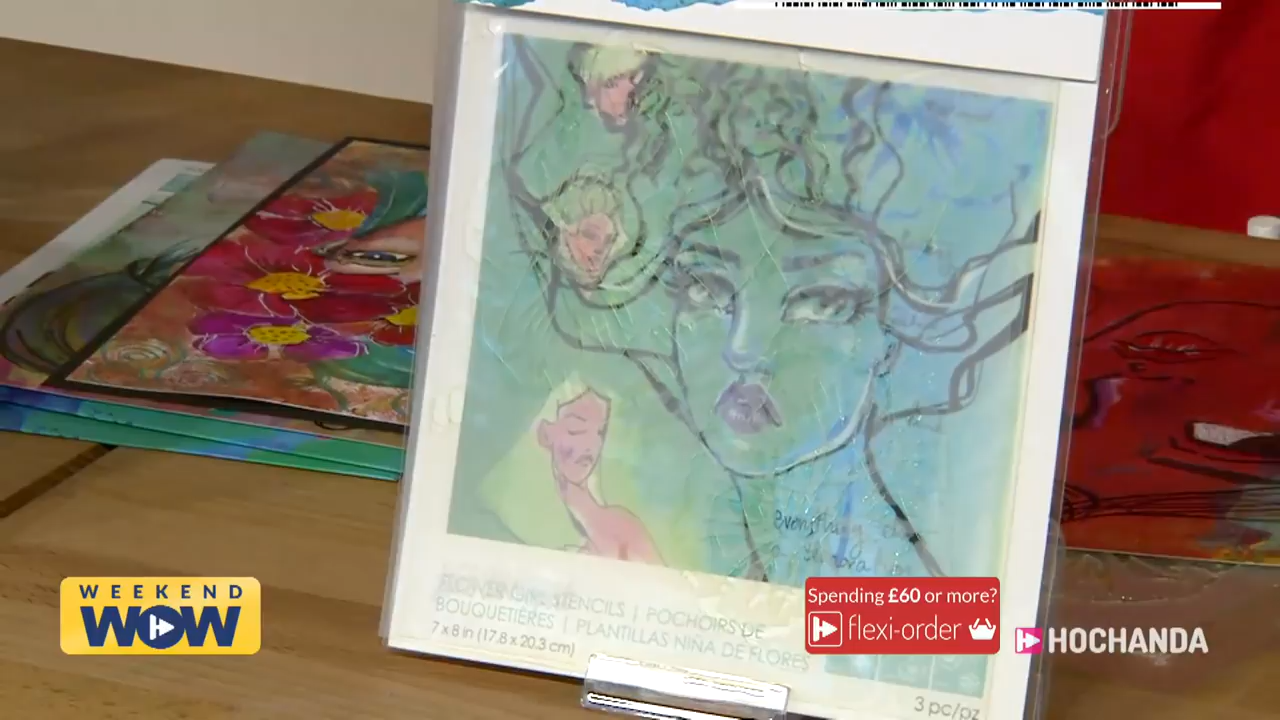 everything
FLOWER GIRL STENCILS | POCHOIRS DE
BOUQUETIÈRES | PLANTILLAS NIÑA DE FLORES
7 x 8 in (17.8 x 20.3 cm)
3 pc/pz
WEEKEND
WOW
Spending £60 or more?
flexi-order
HOCHANDA